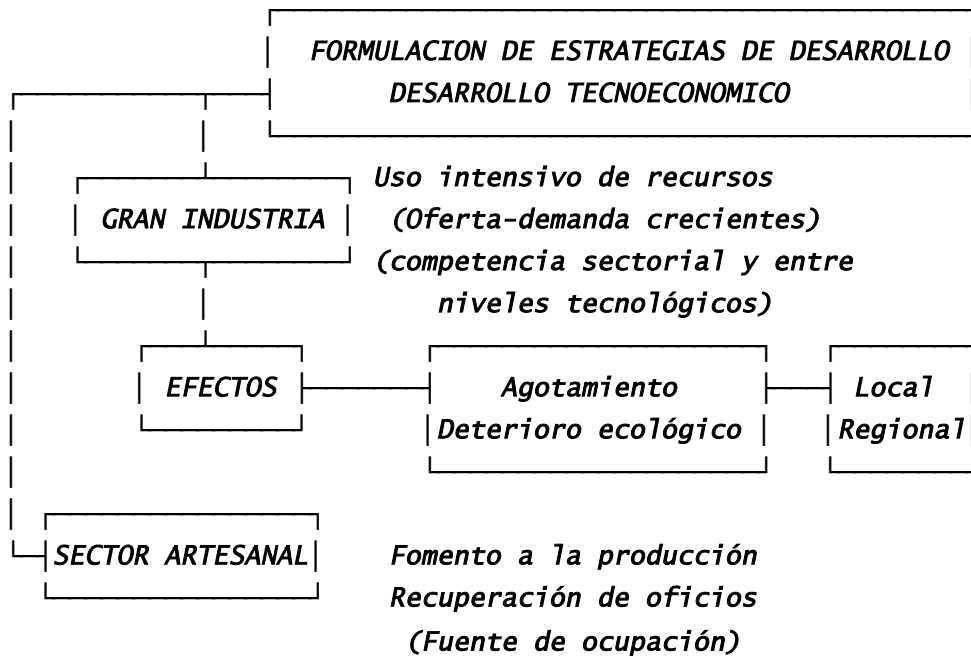 FORMULACION DE ESTRATEGIAS DE DESARROLLO
DESARROLLO TECNOECONOMICO
Uso intensivo de recursos
GRAN INDUSTRIA
(Oferta-demanda crecientes)
(competencia sectorial y entre
niveles tecnológicos)
EFECTOS
Agotamiento
Deterioro ecológico
Local
Regional
SECTOR ARTESANAL
Fomento a la producción
Recuperación de oficios
(Fuente de ocupación)